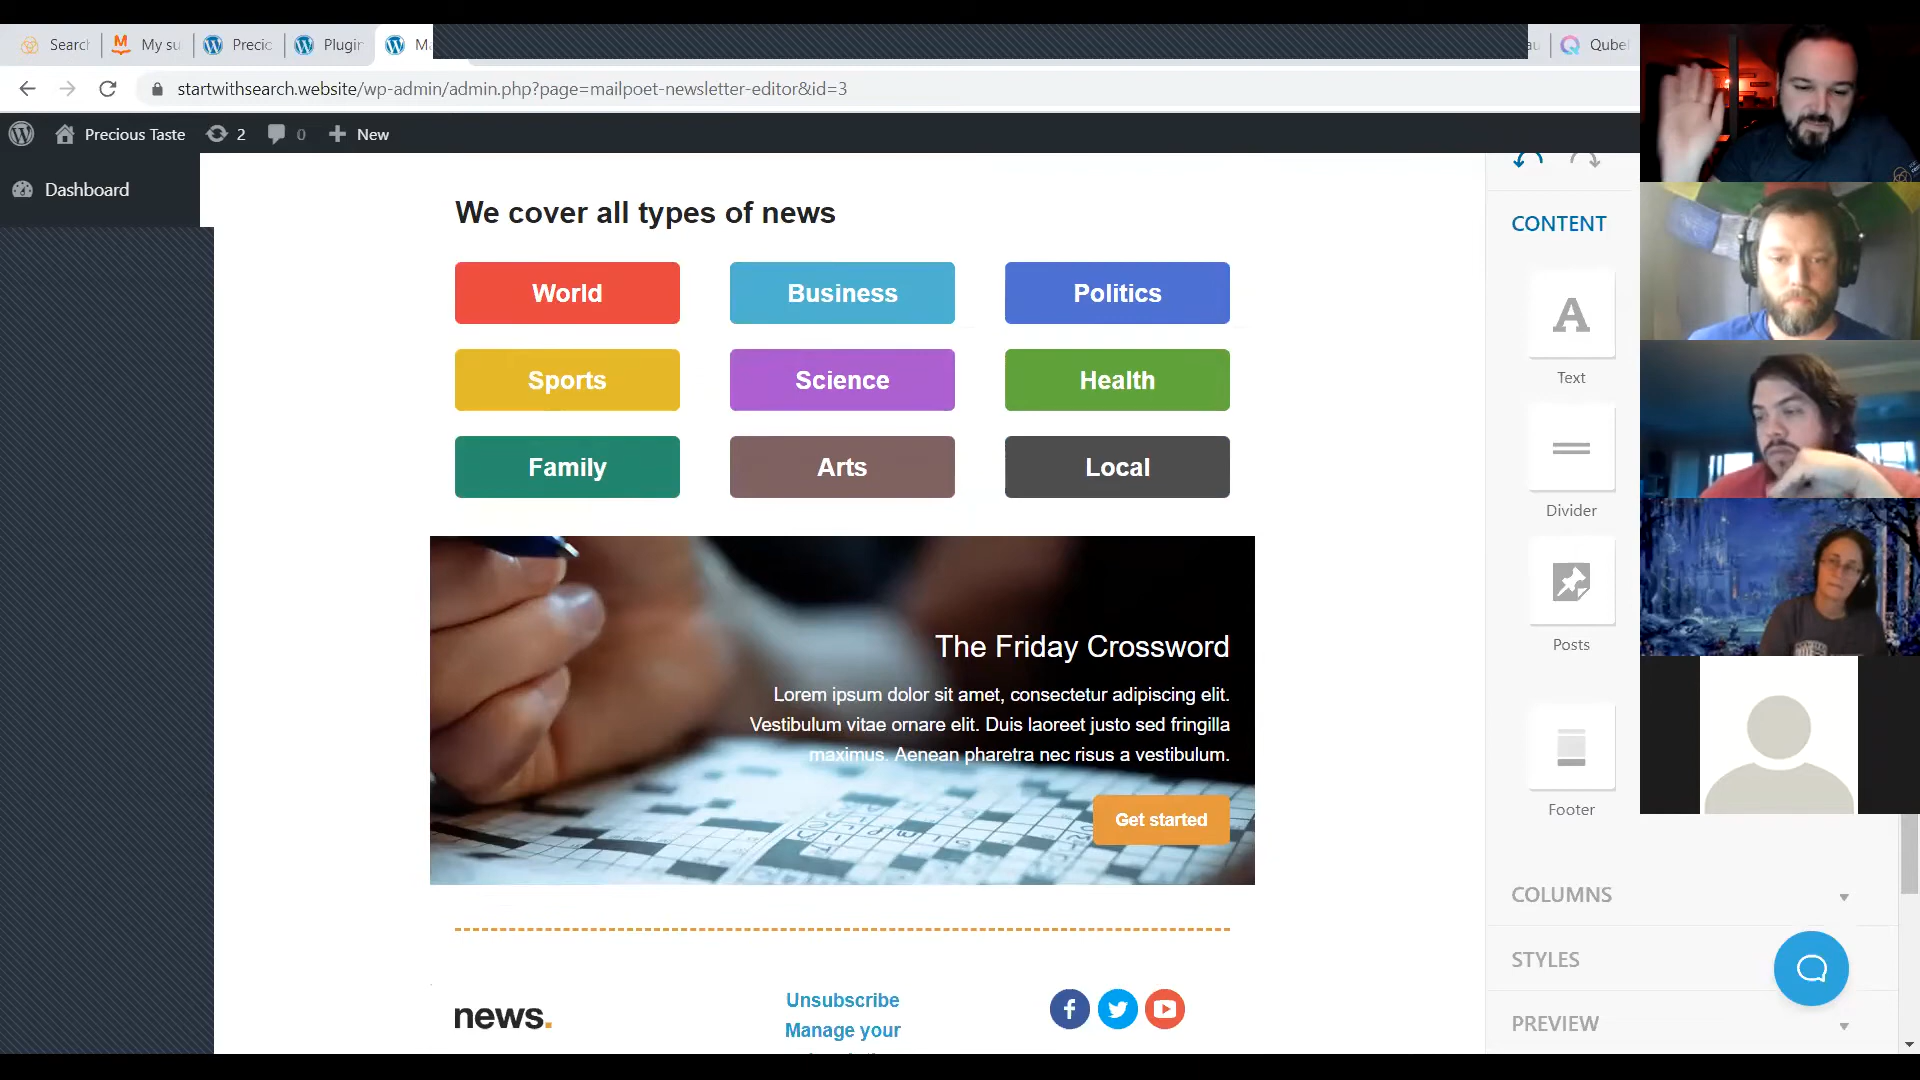 Search
My su
Precio
Plugin
Ma
au
Qube
startwithsearch.website/wp-admin/admin.php?page=mailpoet-newsletter-editor&id=3
Precious Taste
2
0
New
Dashboard
We cover all types of news
World
Business
Politics
Sports
Science
Health
Family
Arts
Local
The Friday Crossword
Lorem ipsum dolor sit amet, consectetur adipiscing elit.
Vestibulum vitae ornare elit. Duis laoreet justo sed fringilla
maximus. Aenean pharetra nec risus a vestibulum.
Get started
news.
Unsubscribe
Manage your
CONTENT
Text
Divider
Posts
Footer
COLUMNS
STYLES
PREVIEW